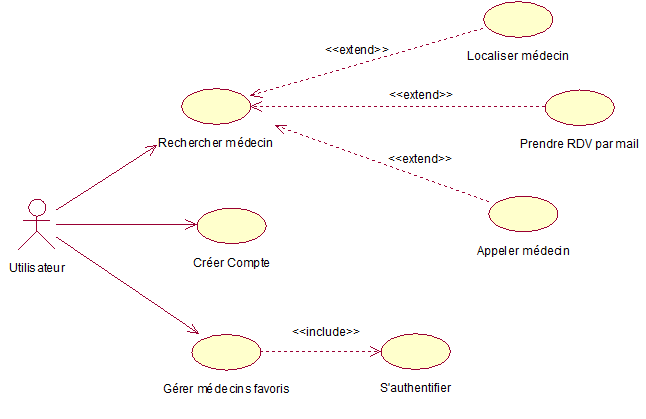 Localiser médecin
<<extend>>
<<extend>>
Rechercher médecin
Prendre RDV par mail
<<extend>>
Créer Compte
Appeler médecin
Utilisateur
<<include>>
Gérer médecins favoris
S'authentifier